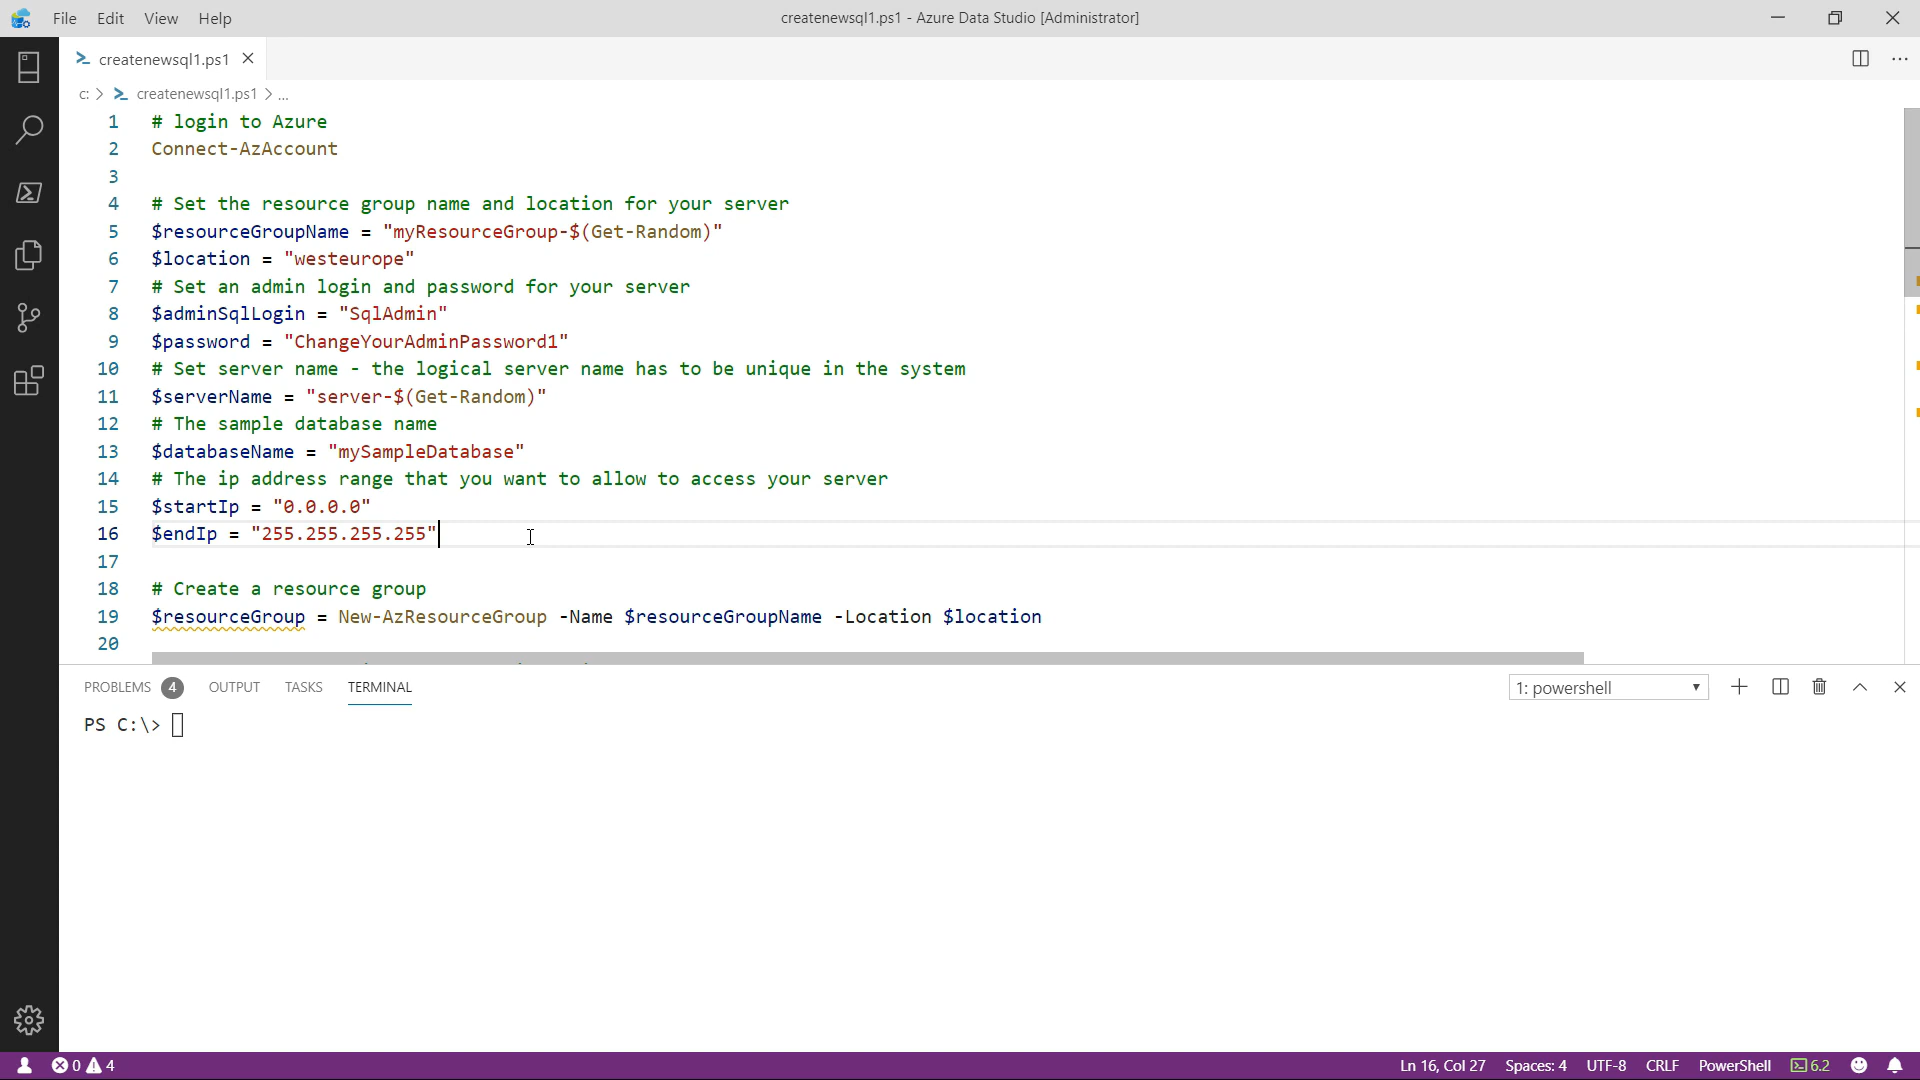 File Edit View Help
createnewsql1.ps1 - Azure Data Studio [Administrator]
createnewsql1.ps1
c: > createnewsql1.ps1 > ...
1 # login to Azure
2 Connect-AzAccount
3
4 # Set the resource group name and location for your server
5 $resourceGroupName = "myResourceGroup-$(Get-Random)"
6 $location = "westeurope"
7 # Set an admin login and password for your server
8 $adminSqlLogin = "SqlAdmin"
9 $password = "ChangeYourAdminPassword1"
10 # Set server name - the logical server name has to be unique in the system
11 $serverName = "server-$(Get-Random)"
12 # The sample database name
13 $databaseName = "mySampleDatabase"
14 # The ip address range that you want to allow to access your server
15 $startIp = "0.0.0.0"
16 $endIp = "255.255.255.255"
17
18 # Create a resource group
19 $resourceGroup = New-AzResourceGroup -Name $resourceGroupName -Location $location
20
PROBLEMS 4 OUTPUT TASKS TERMINAL 1: powershell
PS C:\>
0 4 Ln 16, Col 27 Spaces: 4 UTF-8 CRLF PowerShell 6.2